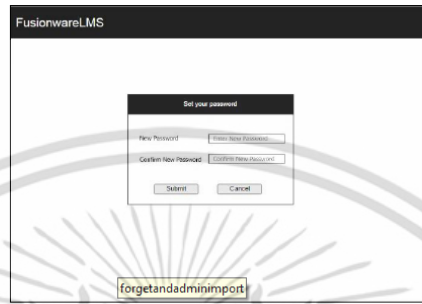 FusionwareLMS
Set your password
New Password Enter New Password
Confirm New Password Confirm New Password
Submit Cancel
forgetandadminimport